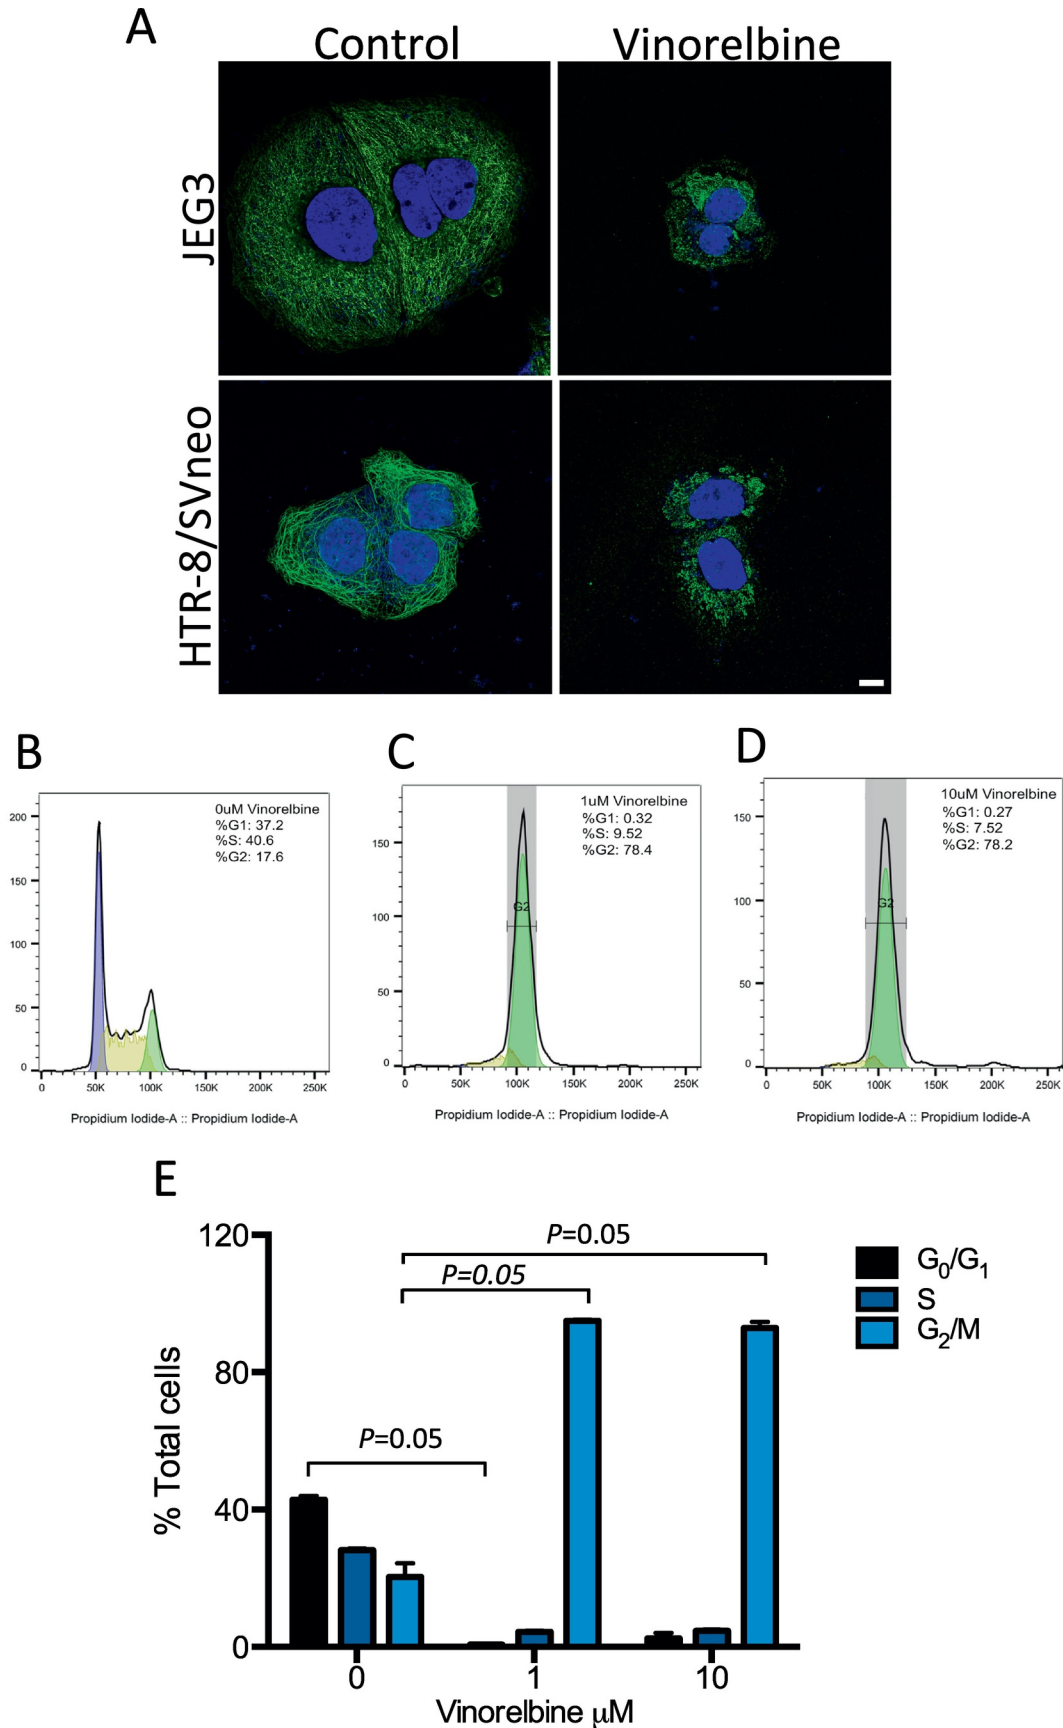 A
Control
Vinorelbine
JEG3
HTR-8/SVneo
B
0uM Vinorelbine
%G1: 37.2
%S: 40.6
%G2: 17.6
200
150
100
50
0
0 50K 100K 150K 200K 250K
Propidium Iodide-A :: Propidium Iodide-A
C
1uM Vinorelbine
%G1: 0.32
%S: 9.52
%G2: 78.4
150
100
50
0
G2
0 50K 100K 150K 200K 250K
Propidium Iodide-A :: Propidium Iodide-A
D
10uM Vinorelbine
%G1: 0.27
%S: 7.52
%G2: 78.2
150
100
50
0
G2
0 50K 100K 150K 200K 250K
Propidium Iodide-A :: Propidium Iodide-A
E
120
80
40
0
% Total cells
P=0.05
P=0.05
P=0.05
G₀/G₁
S
G₂/M
0 1 10
Vinorelbine μM